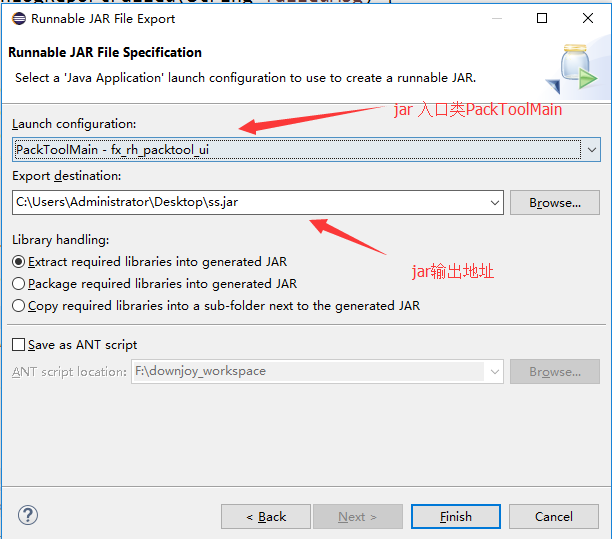 Runnable JAR File Export
Runnable JAR File Specification
Select a 'Java Application' launch configuration to use to create a runnable JAR.
jar 入口类PackToolMain
Launch configuration:
PackToolMain - fx_rh_packtool_ui
Export destination:
C:\Users\Administrator\Desktop\ss.jar
Browse...
Library handling:
Extract required libraries into generated JAR
jar输出地址
Package required libraries into generated JAR
Copy required libraries into a sub-folder next to the generated JAR
Save as ANT script
ANT script location:
F:\downjoy_workspace
Browse...
?
< Back
Next >
Finish
Cancel